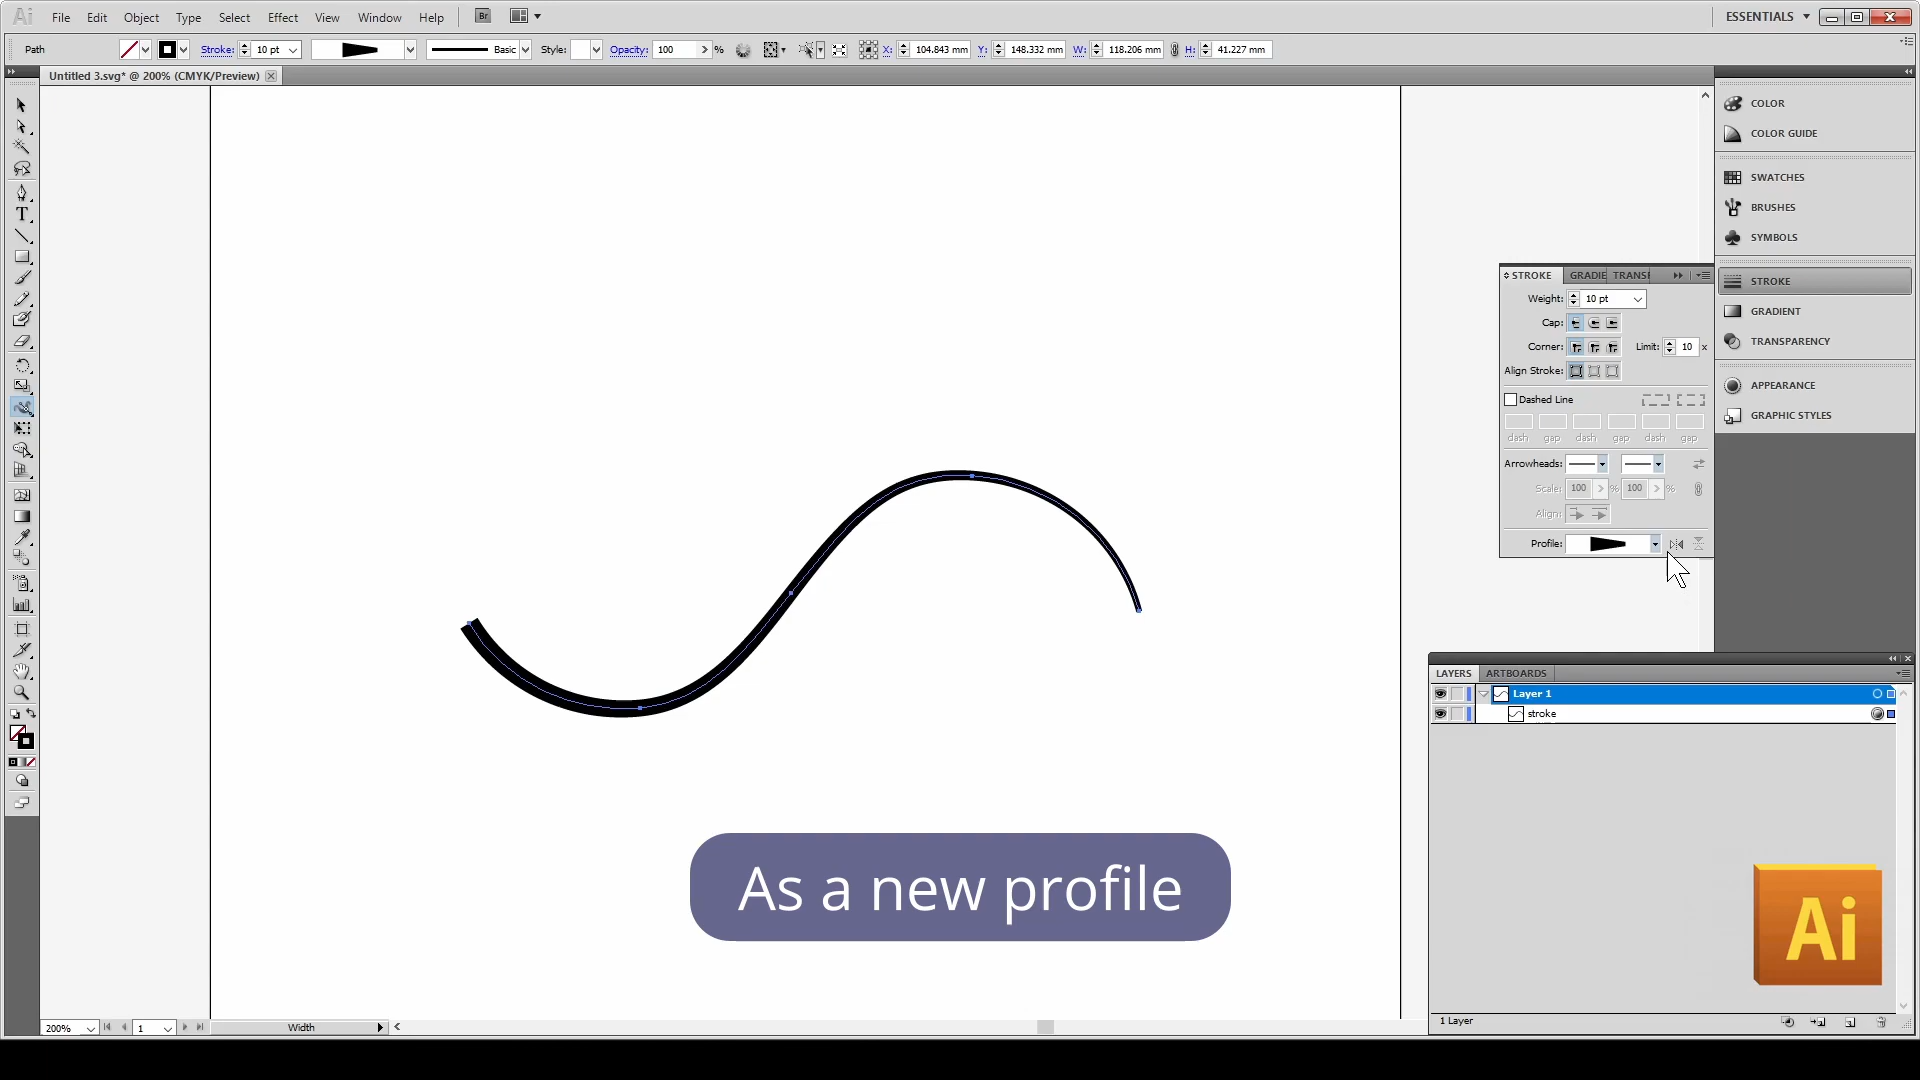 Ai File Edit Object Type Select Effect View Window Help Br ESSENTIALS
Path Stroke: 10 pt Basic Style: Opacity: 100 % X: 104.843 mm Y: 148.332 mm W: 118.206 mm H: 41.227 mm
Untitled 3.svg* @ 200% (CMYK/Preview)
COLOR
COLOR GUIDE
SWATCHES
BRUSHES
SYMBOLS
STROKE
GRADIENT
TRANSPARENCY
APPEARANCE
GRAPHIC STYLES
STROKE GRADIE TRANSI
Weight: 10 pt
Cap:
Corner: Limit: 10 x
Align Stroke:
Dashed Line
dash gap dash gap dash gap
Arrowheads:
Scale: 100 % 100 %
Align:
Profile:
LAYERS ARTBOARDS
Layer 1
stroke
1 Layer
As a new profile
Ai
200% 1 Width